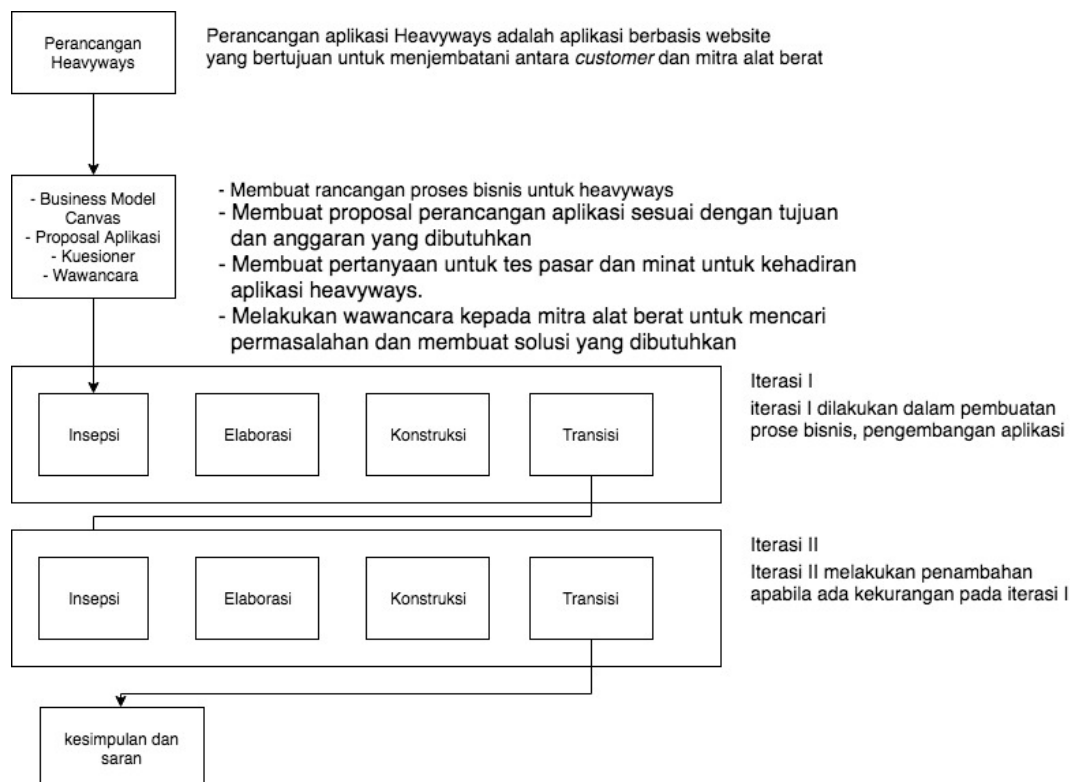 Perancangan
Heavyways
Perancangan aplikasi Heavyways adalah aplikasi berbasis website
yang bertujuan untuk menjembatani antara customer dan mitra alat berat
- Business Model
Canvas
- Proposal Aplikasi
- Kuesioner
- Wawancara
- Membuat rancangan proses bisnis untuk heavyways
- Membuat proposal perancangan aplikasi sesuai dengan tujuan
dan anggaran yang dibutuhkan
- Membuat pertanyaan untuk tes pasar dan minat untuk kehadiran
aplikasi heavyways.
- Melakukan wawancara kepada mitra alat berat untuk mencari
permasalahan dan membuat solusi yang dibutuhkan
Insepsi
Elaborasi
Konstruksi
Transisi
Iterasi I
iterasi I dilakukan dalam pembuatan
prose bisnis, pengembangan aplikasi
Insepsi
Elaborasi
Konstruksi
Transisi
Iterasi II
Iterasi II melakukan penambahan
apabila ada kekurangan pada iterasi I
kesimpulan dan
saran